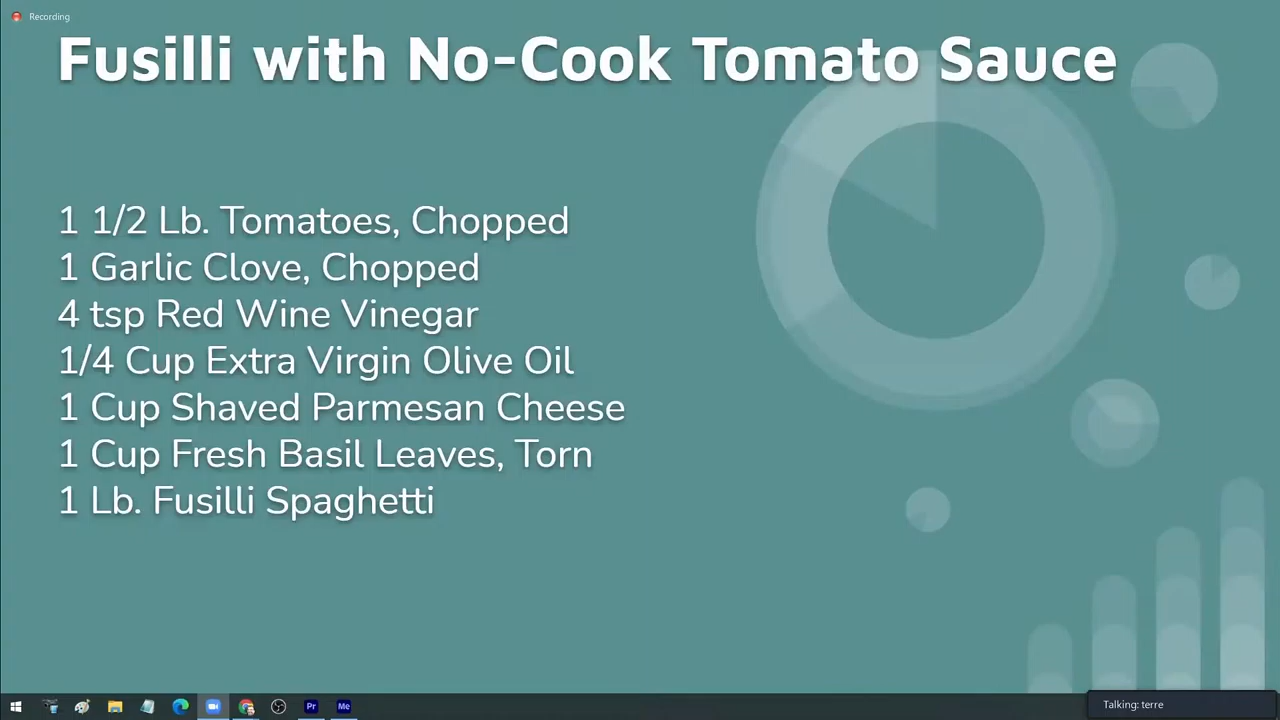 Recording
Fusilli with No-Cook Tomato Sauce
1 1/2 Lb. Tomatoes, Chopped
1 Garlic Clove, Chopped
4 tsp Red Wine Vinegar
1/4 Cup Extra Virgin Olive Oil
1 Cup Shaved Parmesan Cheese
1 Cup Fresh Basil Leaves, Torn
1 Lb. Fusilli Spaghetti
Pr
Me
Talking: terre